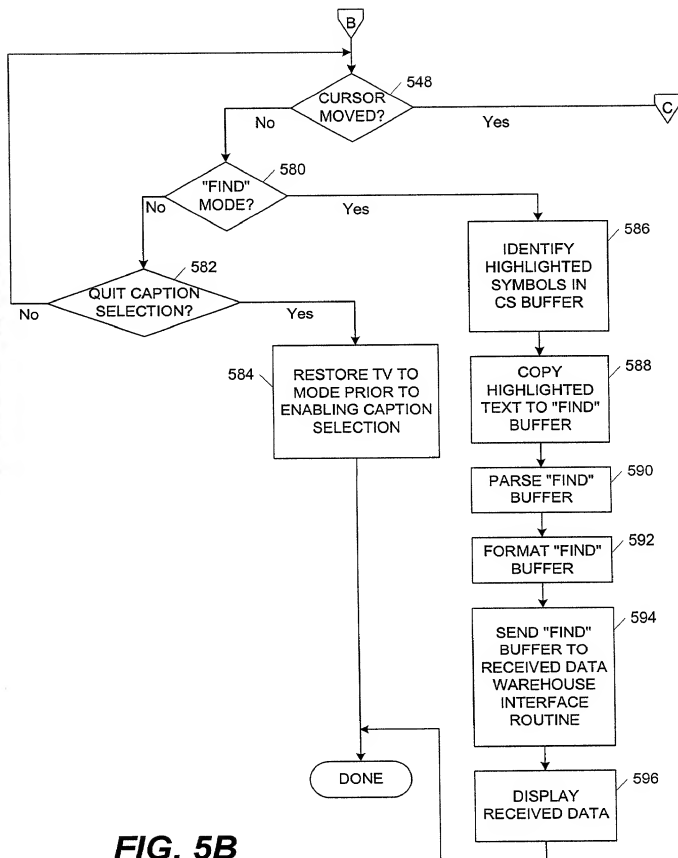 B
548
CURSOR
MOVED?
C
No
Yes
580
"FIND"
MODE?
No
Yes
586
IDENTIFY
HIGHLIGHTED
SYMBOLS IN
CS BUFFER
582
QUIT CAPTION
SELECTION?
No
Yes
584
RESTORE TV TO
MODE PRIOR TO
ENABLING CAPTION
SELECTION
588
COPY
HIGHLIGHTED
TEXT TO "FIND"
BUFFER
590
PARSE "FIND"
BUFFER
592
FORMAT "FIND"
BUFFER
594
SEND "FIND"
BUFFER TO
RECEIVED DATA
WAREHOUSE
INTERFACE
ROUTINE
DONE
596
DISPLAY
RECEIVED DATA
FIG. 5B